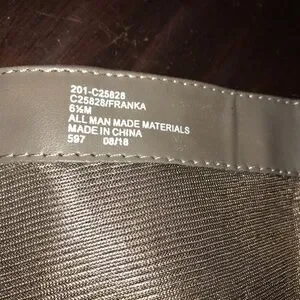 201-C25828
C25828/FRANKA
6½M
ALL MAN MADE MATERIALS
MADE IN CHINA
597 08/18